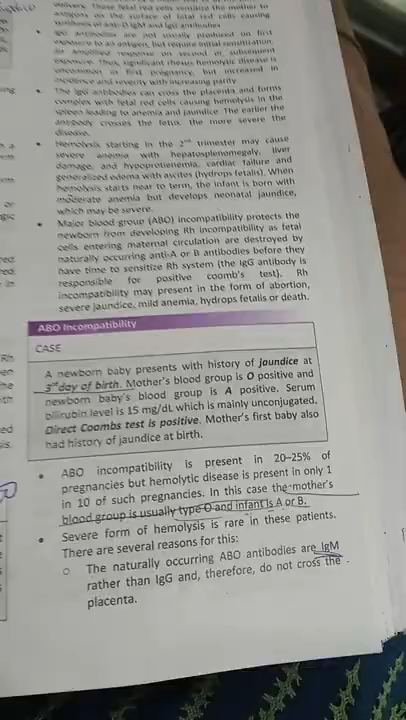 delivery. These fetal red cells sensitize the mother to
antigens on the surface of fetal red cells causing
synthesis of any D IgM and IgG antibodies
IgG antibodies are not usually produced on first
exposure to an antigen, but require initial sensitization
an amplified response on second or subsequent
exposure. Thus, significant rhesus hemolytic disease is
uncommon in first pregnancy, but increased in
incidence and severity with increasing parity
• The IgG antibodies can cross the placenta and forms
complex with fetal red cells causing hemolysis in the
spleen leading to anemia and jaundice. The earlier the
antibody crosses the fetus, the more severe the
disease.
• Hemolysis starting in the 2nd trimester may cause
severe anemia with hepatosplenomegaly, liver
damage, and hypoproteinemia, cardiac failure and
generalized edema with ascites (hydrops fetalis). When
hemolysis starts near to term, the infant is born with
moderate anemia but develops neonatal jaundice,
which may be severe.
• Major blood group (ABO) incompatibility protects the
newborn from developing Rh incompatibility as fetal
cells entering maternal circulation are destroyed by
naturally occurring anti-A or B antibodies before they
have time to sensitize Rh system (the IgG antibody is
responsible for positive coomb's test). Rh
incompatibility may present in the form of abortion,
severe jaundice, mild anemia, hydrops fetalis or death.
ABO Incompatibility
CASE
A newborn baby presents with history of jaundice at
3rd day of birth. Mother's blood group is O positive and
newborn baby's blood group is A positive. Serum
bilirubin level is 15 mg/dL which is mainly unconjugated.
Direct Coombs test is positive. Mother's first baby also
had history of jaundice at birth.
• ABO incompatibility is present in 20–25% of
pregnancies but hemolytic disease is present in only 1
in 10 of such pregnancies. In this case the mother's
blood group is usually type O and infant is A or B.
• Severe form of hemolysis is rare in these patients.
There are several reasons for this:
o The naturally occurring ABO antibodies are IgM
rather than IgG and, therefore, do not cross the
placenta.